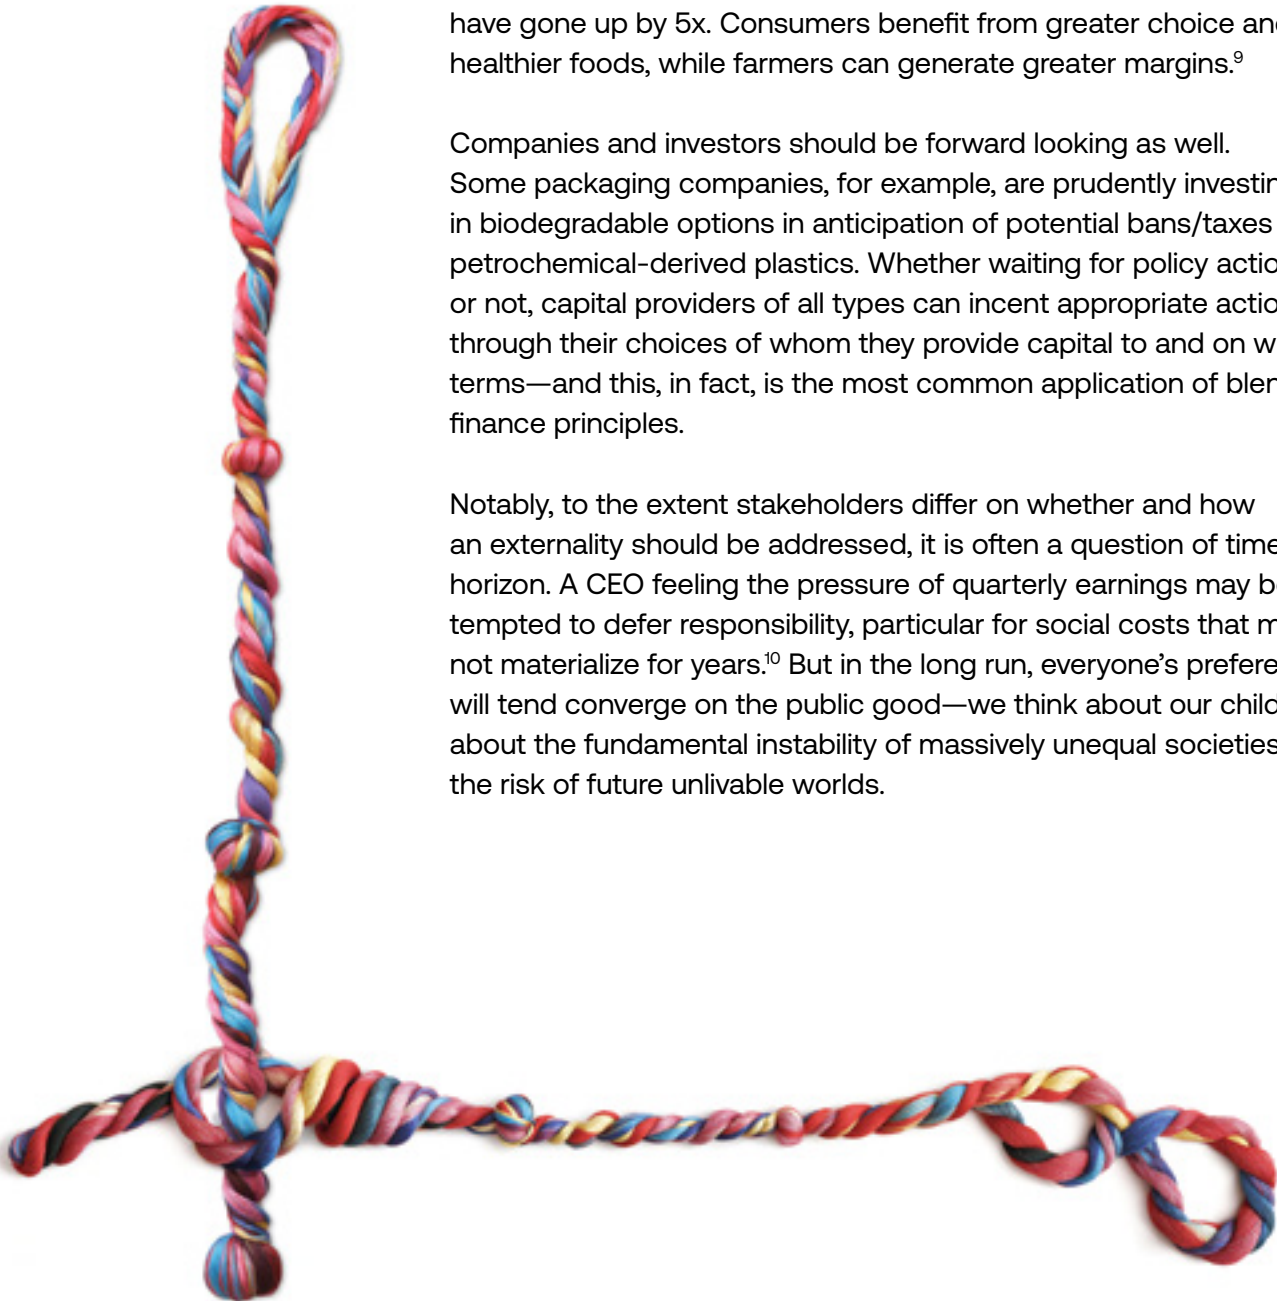 have gone up by 5x. Consumers benefit from greater choice and
healthier foods, while farmers can generate greater margins.⁹
Companies and investors should be forward looking as well.
Some packaging companies, for example, are prudently investin
in biodegradable options in anticipation of potential bans/taxes
petrochemical-derived plastics. Whether waiting for policy actio
or not, capital providers of all types can incent appropriate actio
through their choices of whom they provide capital to and on w
terms—and this, in fact, is the most common application of blen
finance principles.
Notably, to the extent stakeholders differ on whether and how
an externality should be addressed, it is often a question of time
horizon. A CEO feeling the pressure of quarterly earnings may b
tempted to defer responsibility, particular for social costs that m
not materialize for years.¹⁰ But in the long run, everyone’s prefere
will tend converge on the public good—we think about our child
about the fundamental instability of massively unequal societies
the risk of future unlivable worlds.